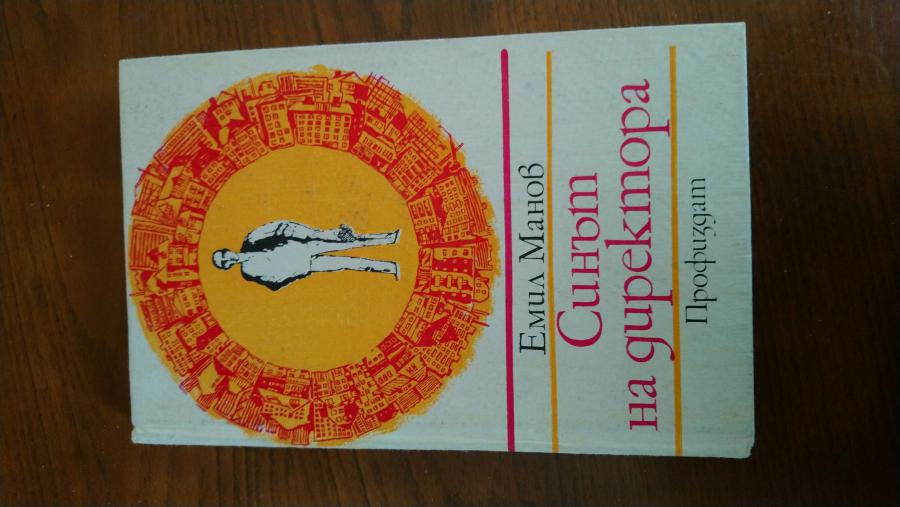 Емил Манов
Синът
на директора
Профиздат